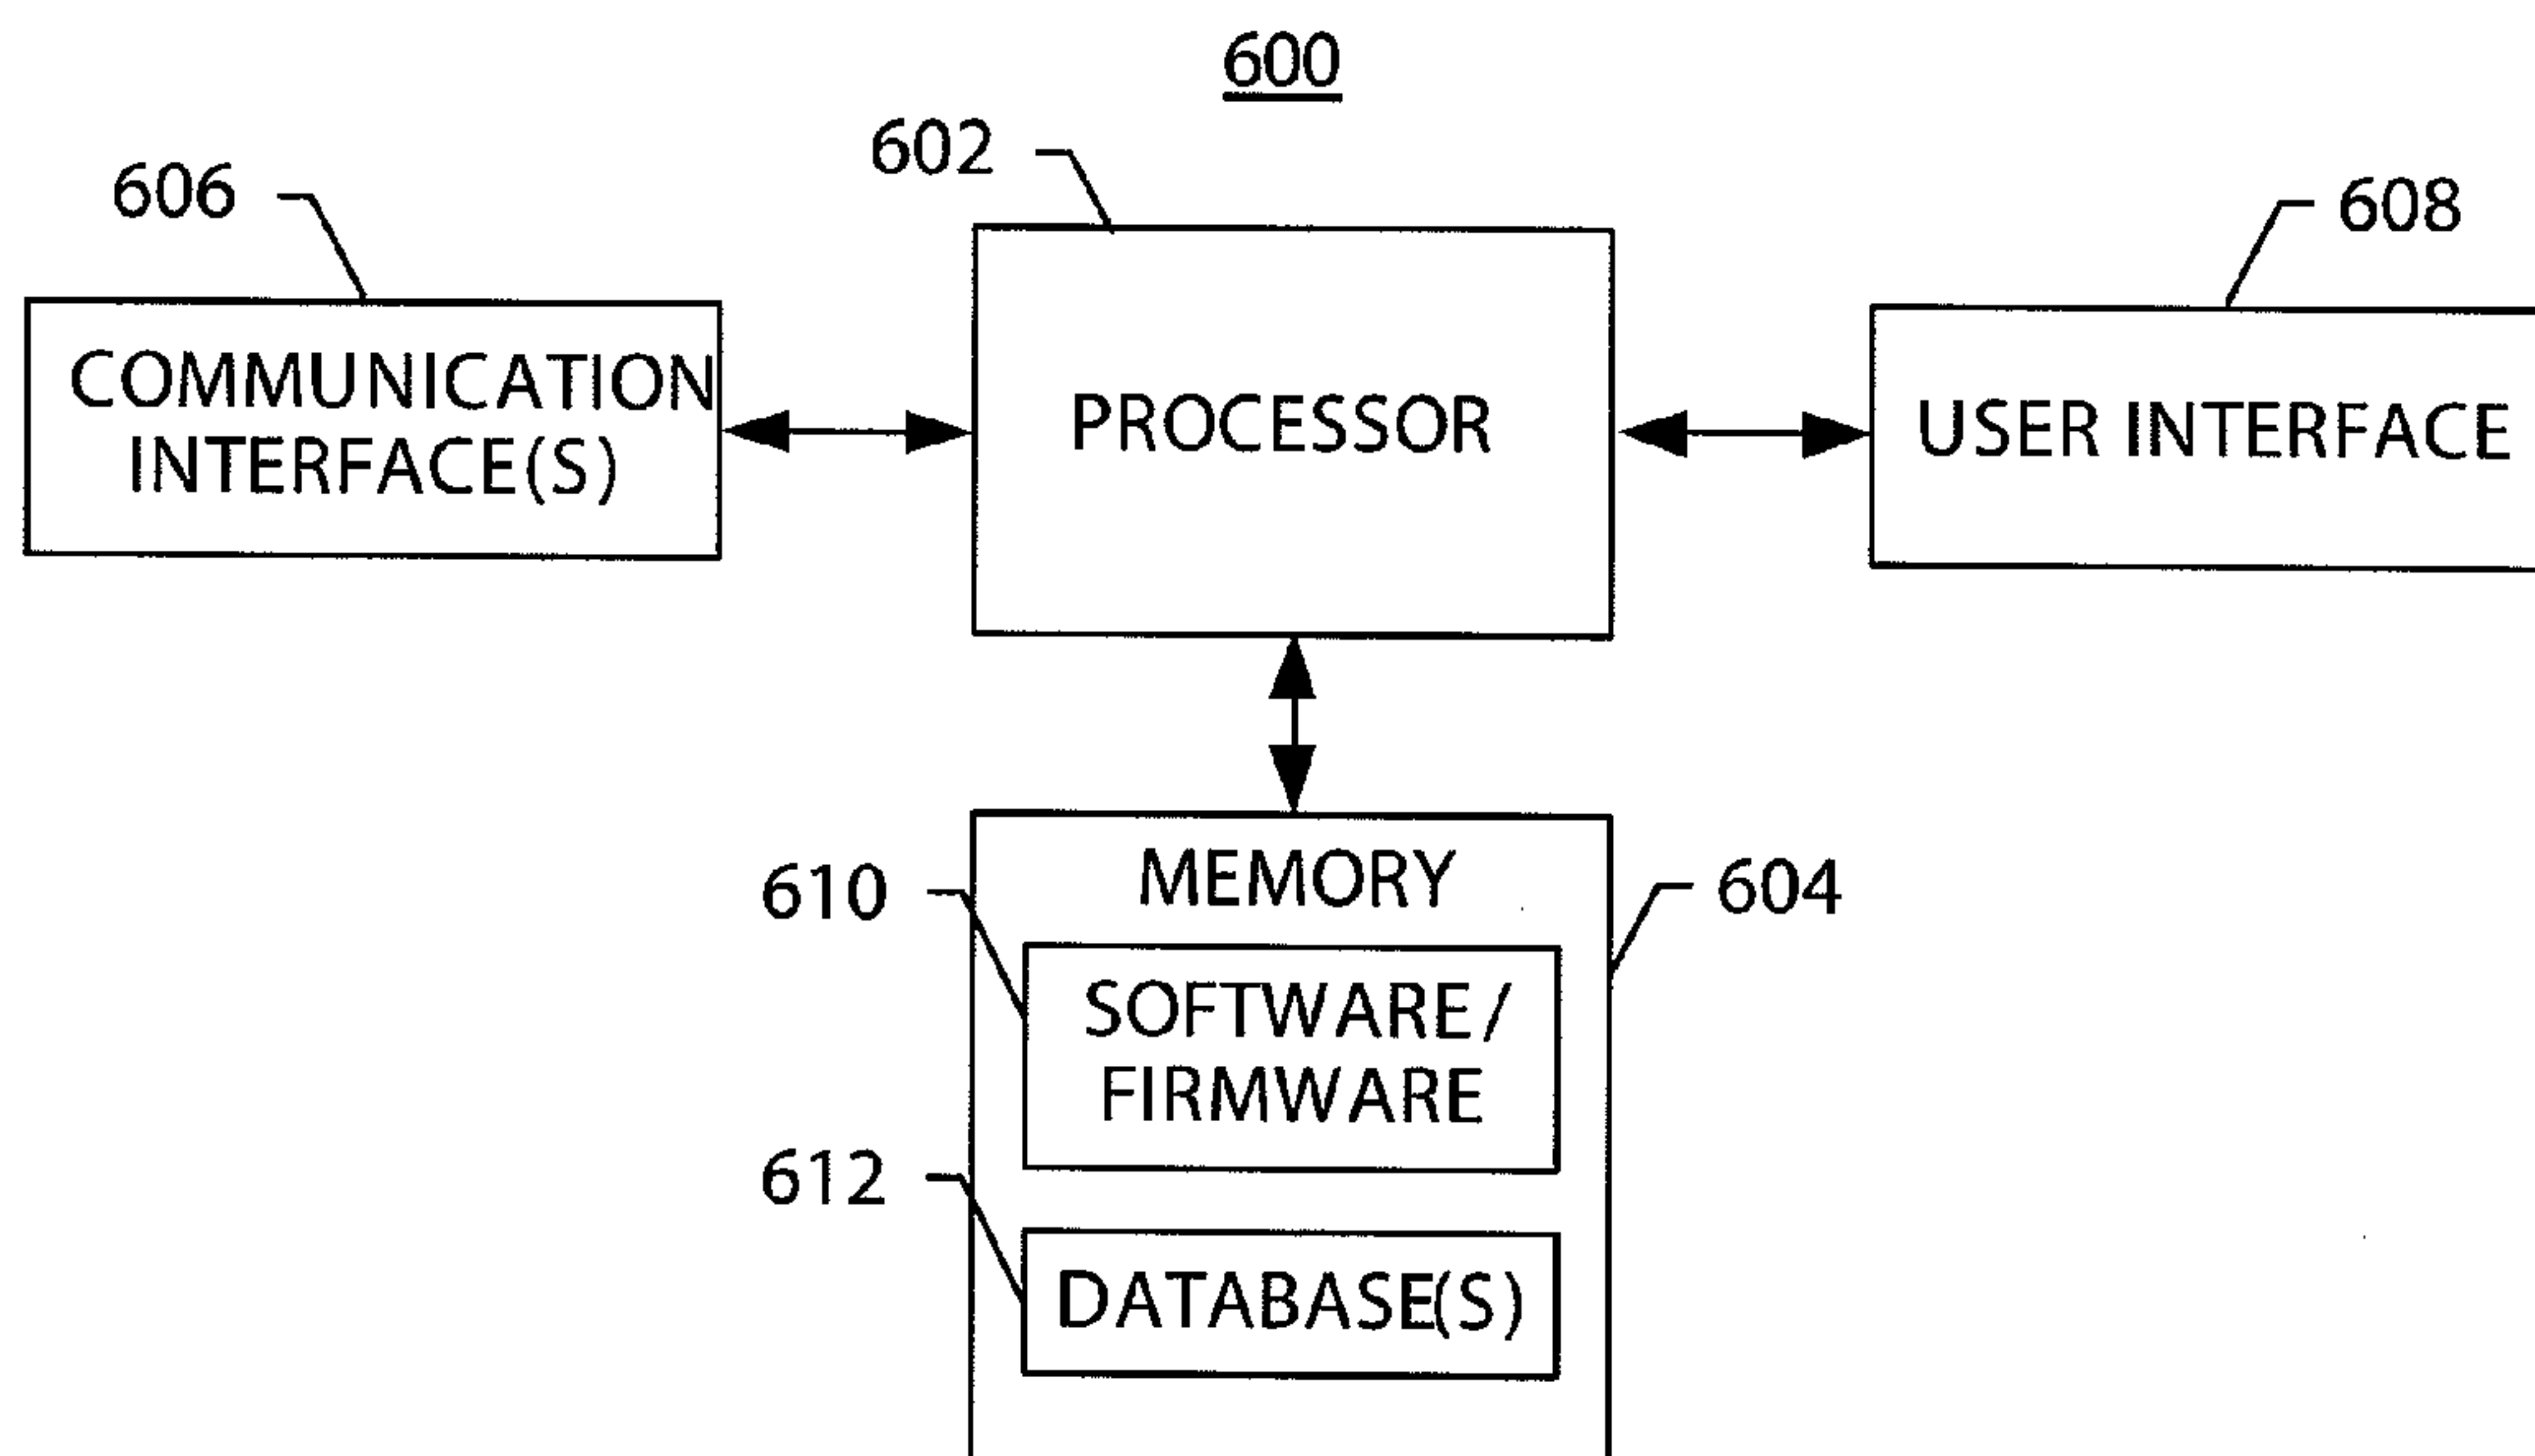 600
602
606
608
COMMUNICATION
INTERFACE(S)
PROCESSOR
USER INTERFACE
MEMORY
610
604
SOFTWARE/
FIRMWARE
612
DATABASE(S)